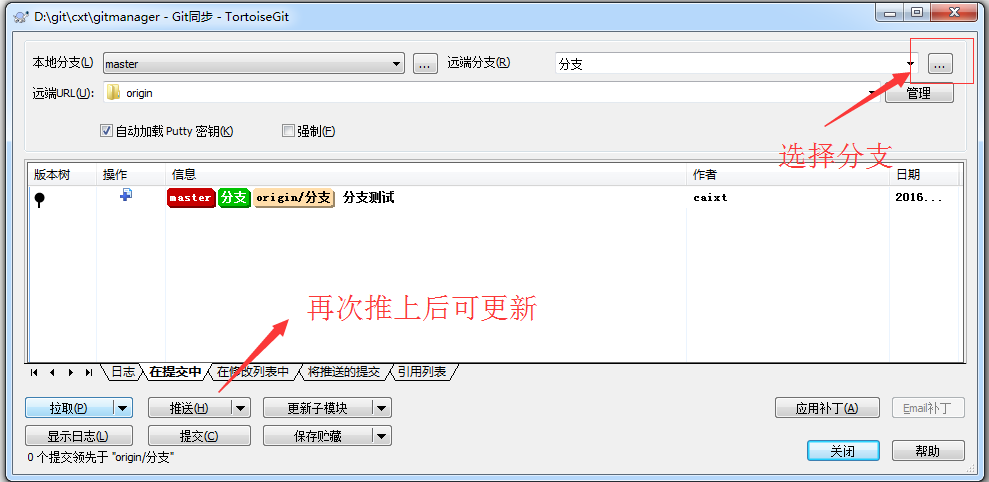 D:\git\cxt\gitmanager - Git同步 - TortoiseGit
本地分支(L) master ... 远端分支(R) 分支 ...
远端URL(U): origin 管理
自动加载 Putty 密钥(K) 强制(F)
选择分支
版本树 操作 信息 作者 日期
master 分支 origin/分支 分支测试 caixt 2016...
再次推上后可更新
日志 在提交中 在修改列表中 将推送的提交 引用列表
拉取(P) 推送(H) 更新子模块 应用补丁(A) Email补丁
显示日志(L) 提交(C) 保存贮藏
关闭 帮助
0 个提交领先于 "origin/分支"